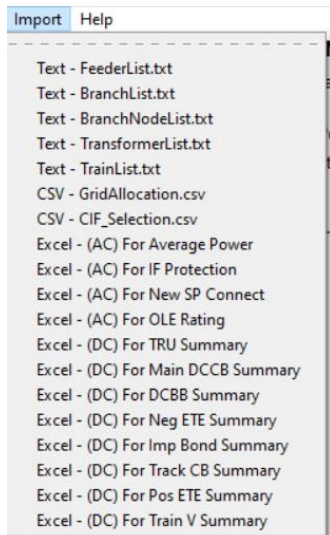 Import Help
Text - FeederList.txt
Text - BranchList.txt
Text - BranchNodeList.txt
Text - TransformerList.txt
Text - TrainList.txt
CSV - GridAllocation.csv
CSV - CIF_Selection.csv
Excel - (AC) For Average Power
Excel - (AC) For IF Protection
Excel - (AC) For New SP Connect
Excel - (AC) For OLE Rating
Excel - (DC) For TRU Summary
Excel - (DC) For Main DCCB Summary
Excel - (DC) For DCBB Summary
Excel - (DC) For Neg ETE Summary
Excel - (DC) For Imp Bond Summary
Excel - (DC) For Track CB Summary
Excel - (DC) For Pos ETE Summary
Excel - (DC) For Train V Summary